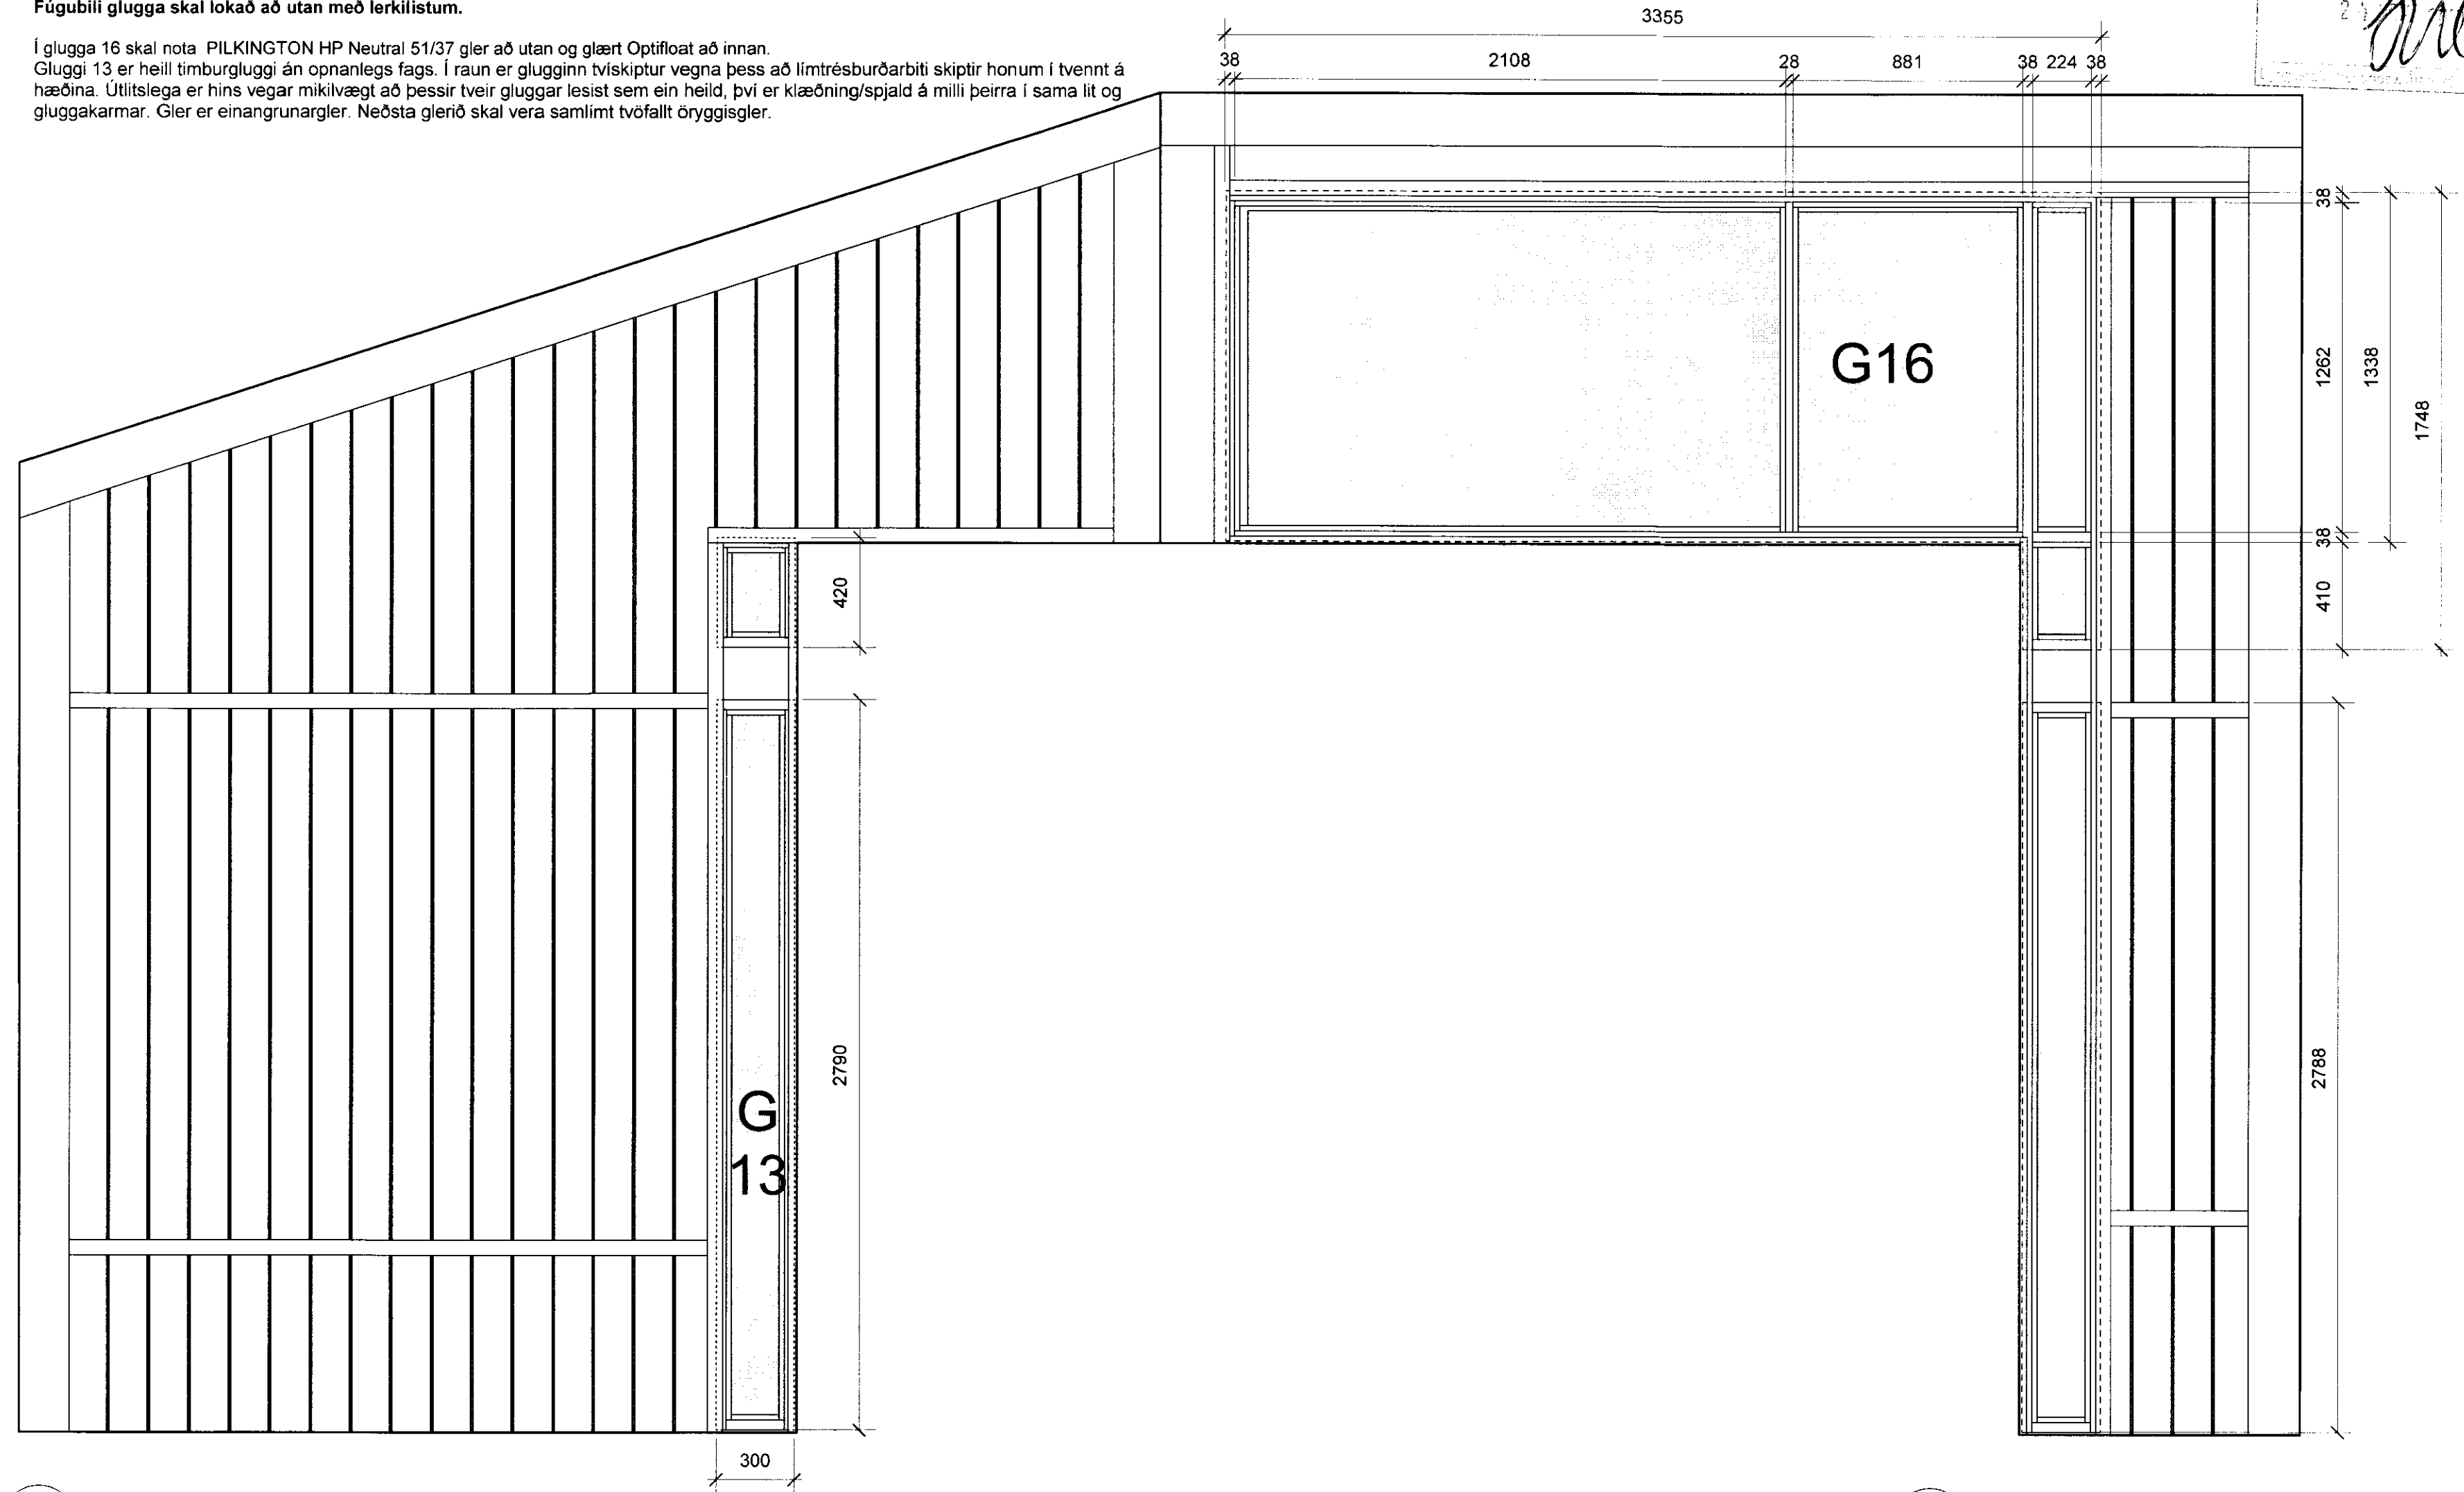 Fúgubili glugga skal lokað að utan með lerkilistum.
Í glugga 16 skal nota PILKINGTON HP Neutral 51/37 gler að utan og glært Optifloat að innan.
Gluggi 13 er heill timburgluggi án opnanlegs fags. Í raun er glugginn tvískiptur vegna þess að límtrésburðarbiti skiptir honum í tvennt á
hæðina. Útlitslega er hins vegar mikilvægt að þessir tveir gluggar lesist sem ein heild, því er klæðning/spjald á milli þeirra í sama lit og
gluggakarmar. Gler er einangrunargler. Neðsta glerið skal vera samlímt tvöfallt öryggisgler.
3355
38 2108 28 881 38 224 38
38
1262
1338
1748
G16
38
410
420
2790
2788
G
13
300